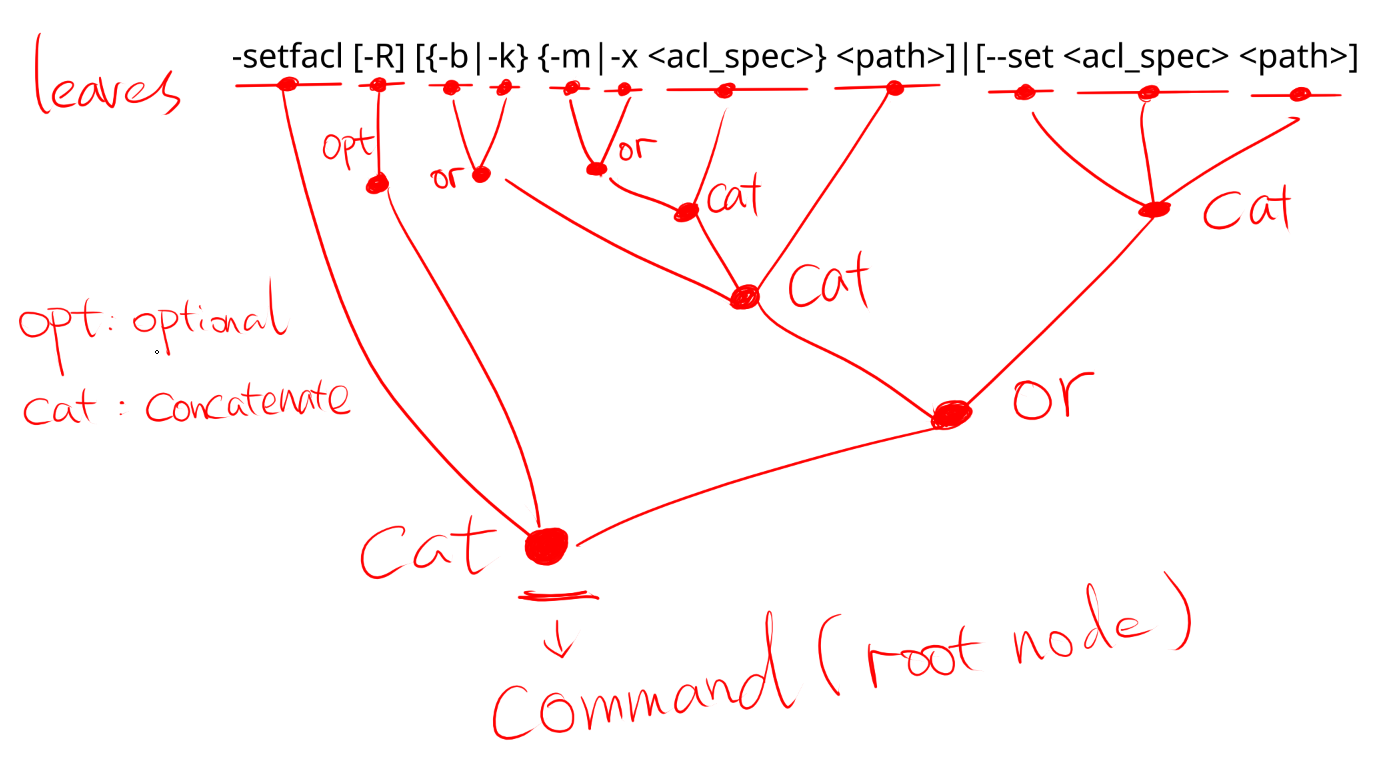 leaves
-setfacl [-R] [{-b|-k} {-m|-x <acl_spec>} <path>]|[--set <acl_spec> <path>]
opt
or
or
cat
cat
cat
opt: optional
cat : concatenate
or
cat
command (root node)